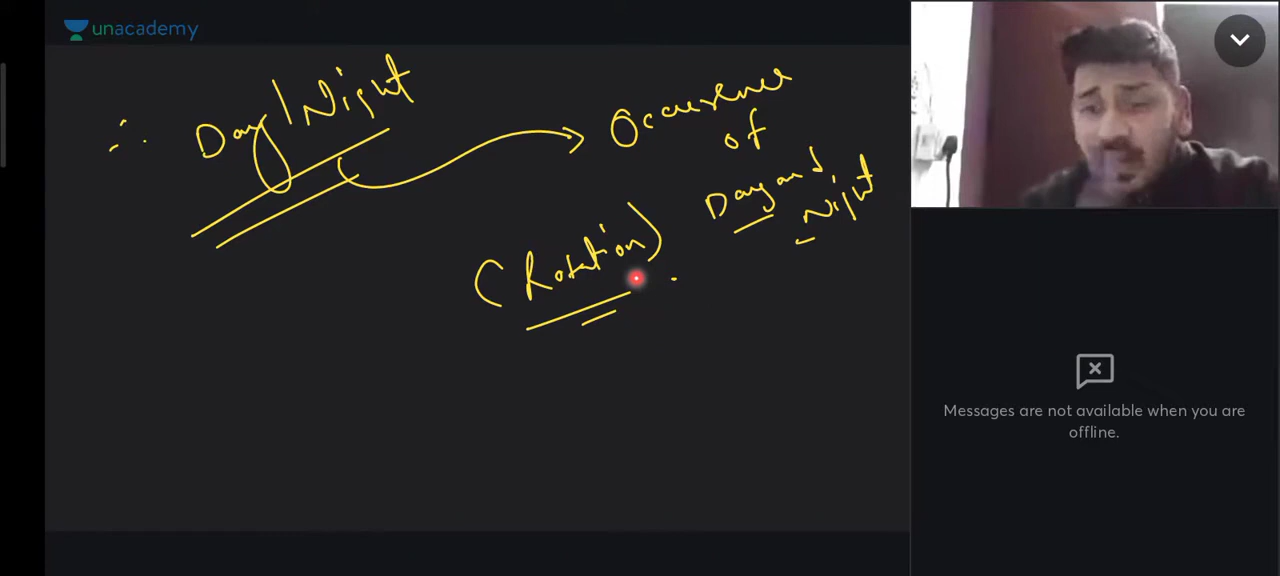 unacademy
∴ Day/Night
Occurrence
of
Day and
Night
(Rotation)
Messages are not available when you are
offline.